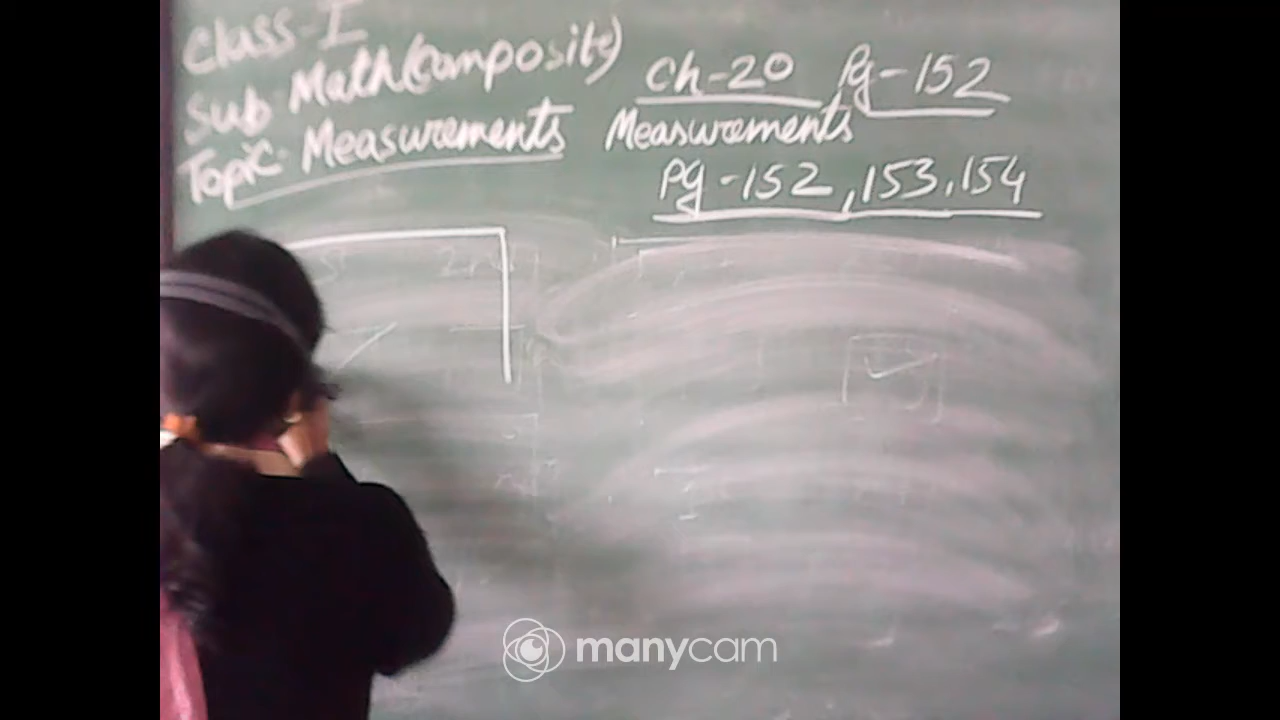 Class-I
Sub Math(Composite)
Topic- Measurements
Ch-20 Pg-152
Measurements
Pg-152,153,154
manycam